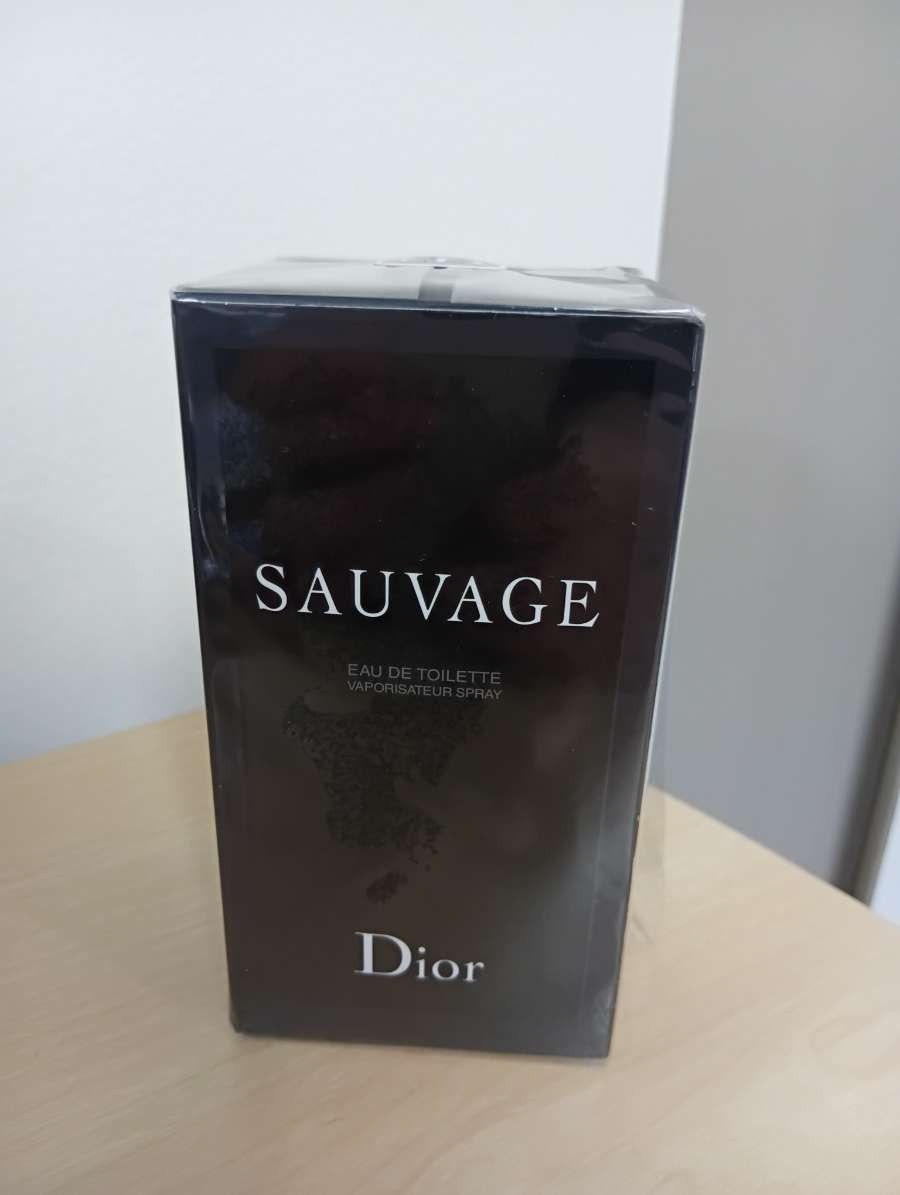 SAUVAGE
EAU DE TOILETTE
VAPORISATEUR SPRAY
Dior